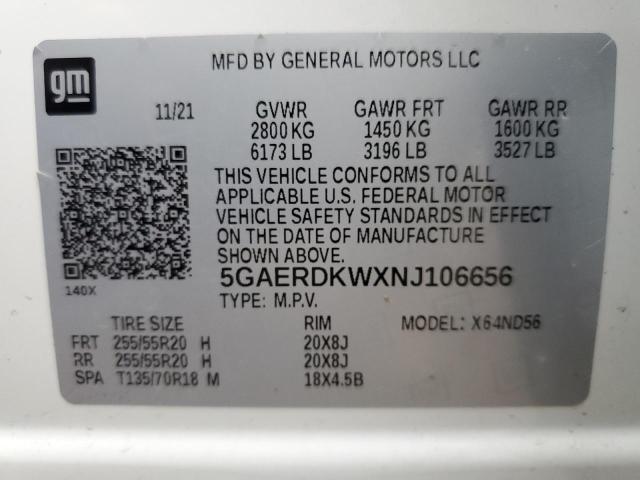 gm
MFD BY GENERAL MOTORS LLC
11/21 GVWR GAWR FRT GAWR RR
2800 KG 1450 KG 1600 KG
6173 LB 3196 LB 3527 LB
THIS VEHICLE CONFORMS TO ALL
APPLICABLE U.S. FEDERAL MOTOR
VEHICLE SAFETY STANDARDS IN EFFECT
ON THE DATE OF MANUFACTURE
SHOWN ABOVE.
140X
5GAERDKWXNJ106656
TYPE: M.P.V.
TIRE SIZE RIM MODEL: X64ND56
FRT 255/55R20 H 20X8J
RR 255/55R20 H 20X8J
SPA T135/70R18 M 18X4.5B